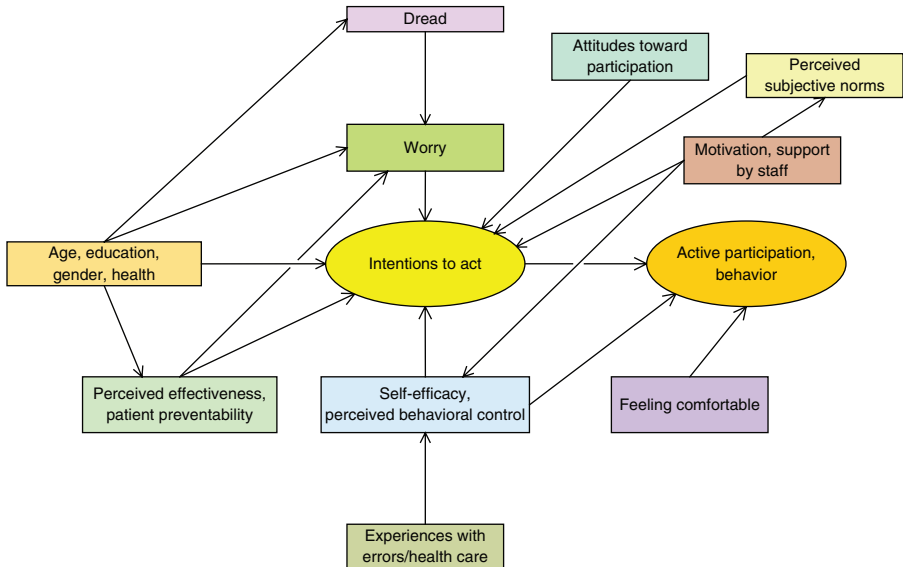 Dread
Attitudes toward
participation
Perceived
subjective norms
Worry
Motivation, support
by staff
Age, education,
gender, health
Intentions to act
Active participation,
behavior
Perceived effectiveness,
patient preventability
Self-efficacy,
perceived behavioral control
Feeling comfortable
Experiences with
errors/health care